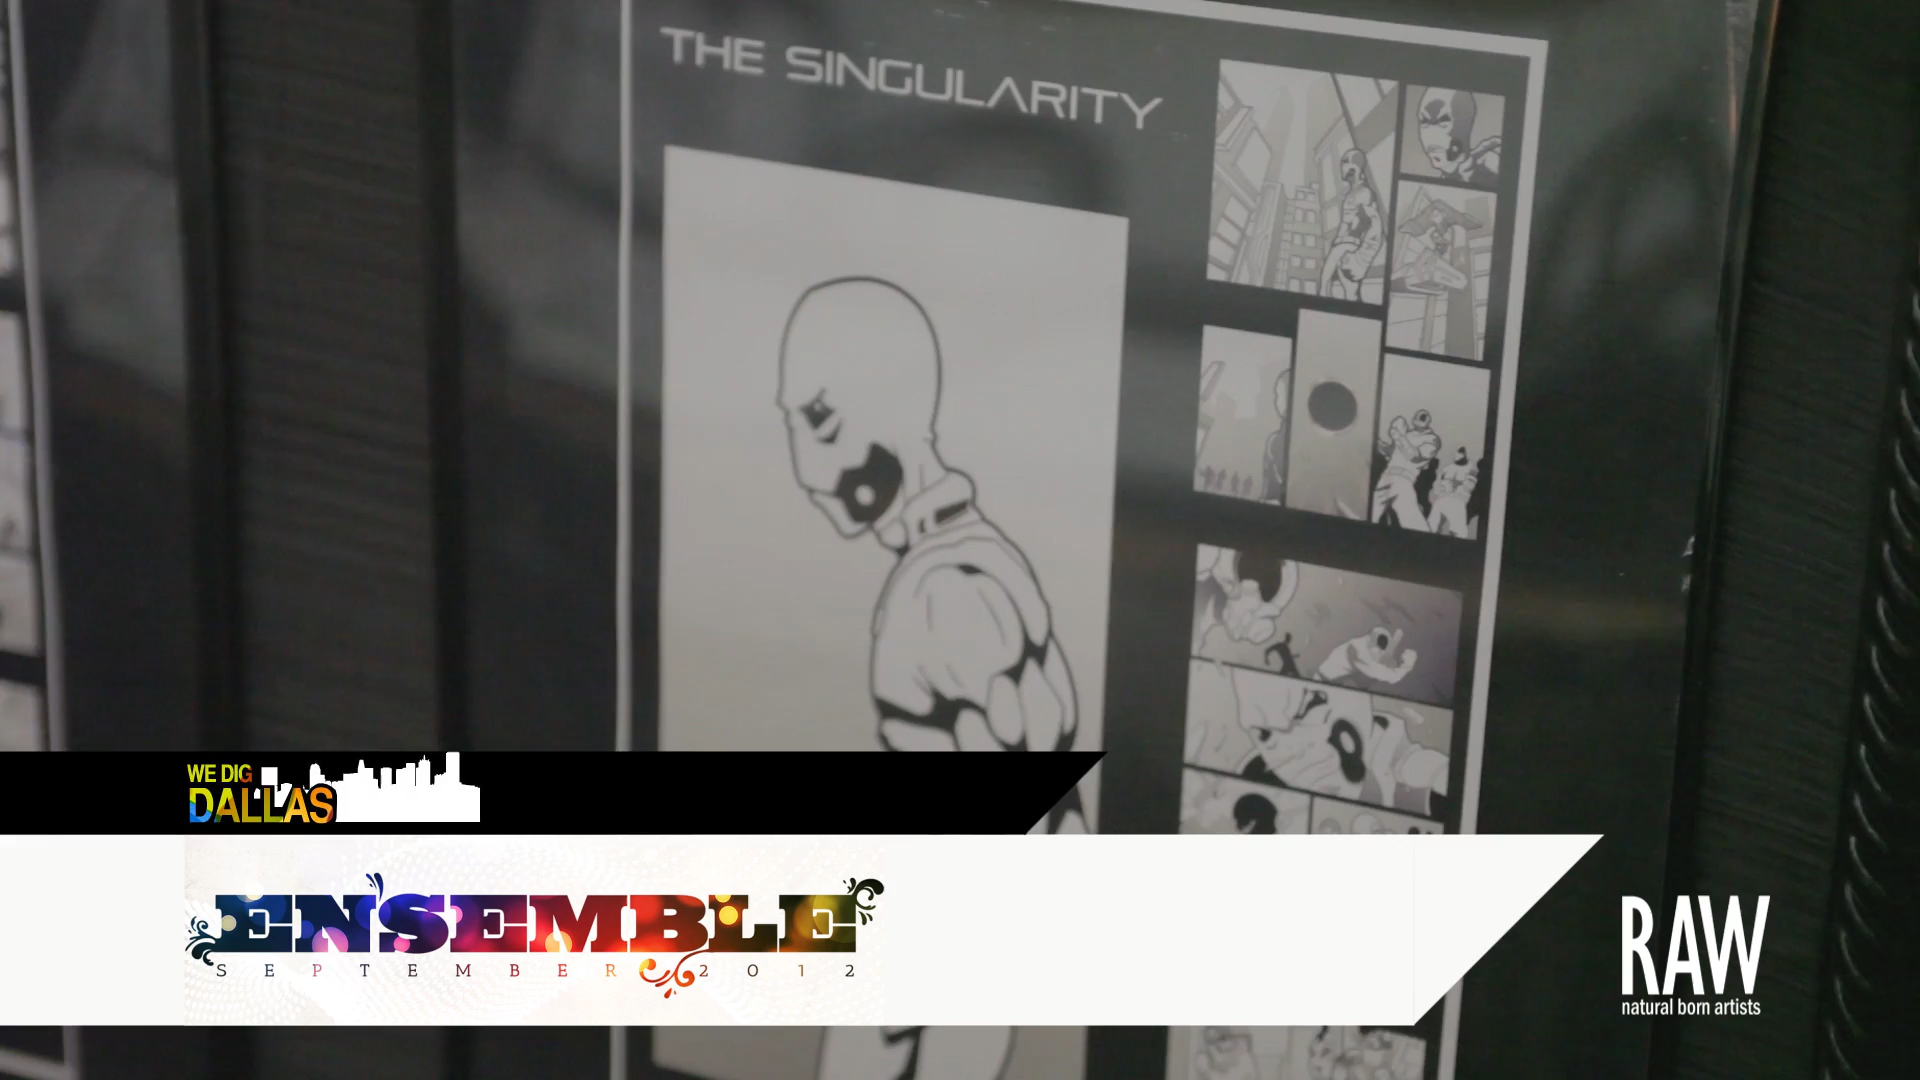 THE SINGULARITY
WE DIG
DALLAS
ENSEMBLE
SEPTEMBER 2012
RAW
natural born artists